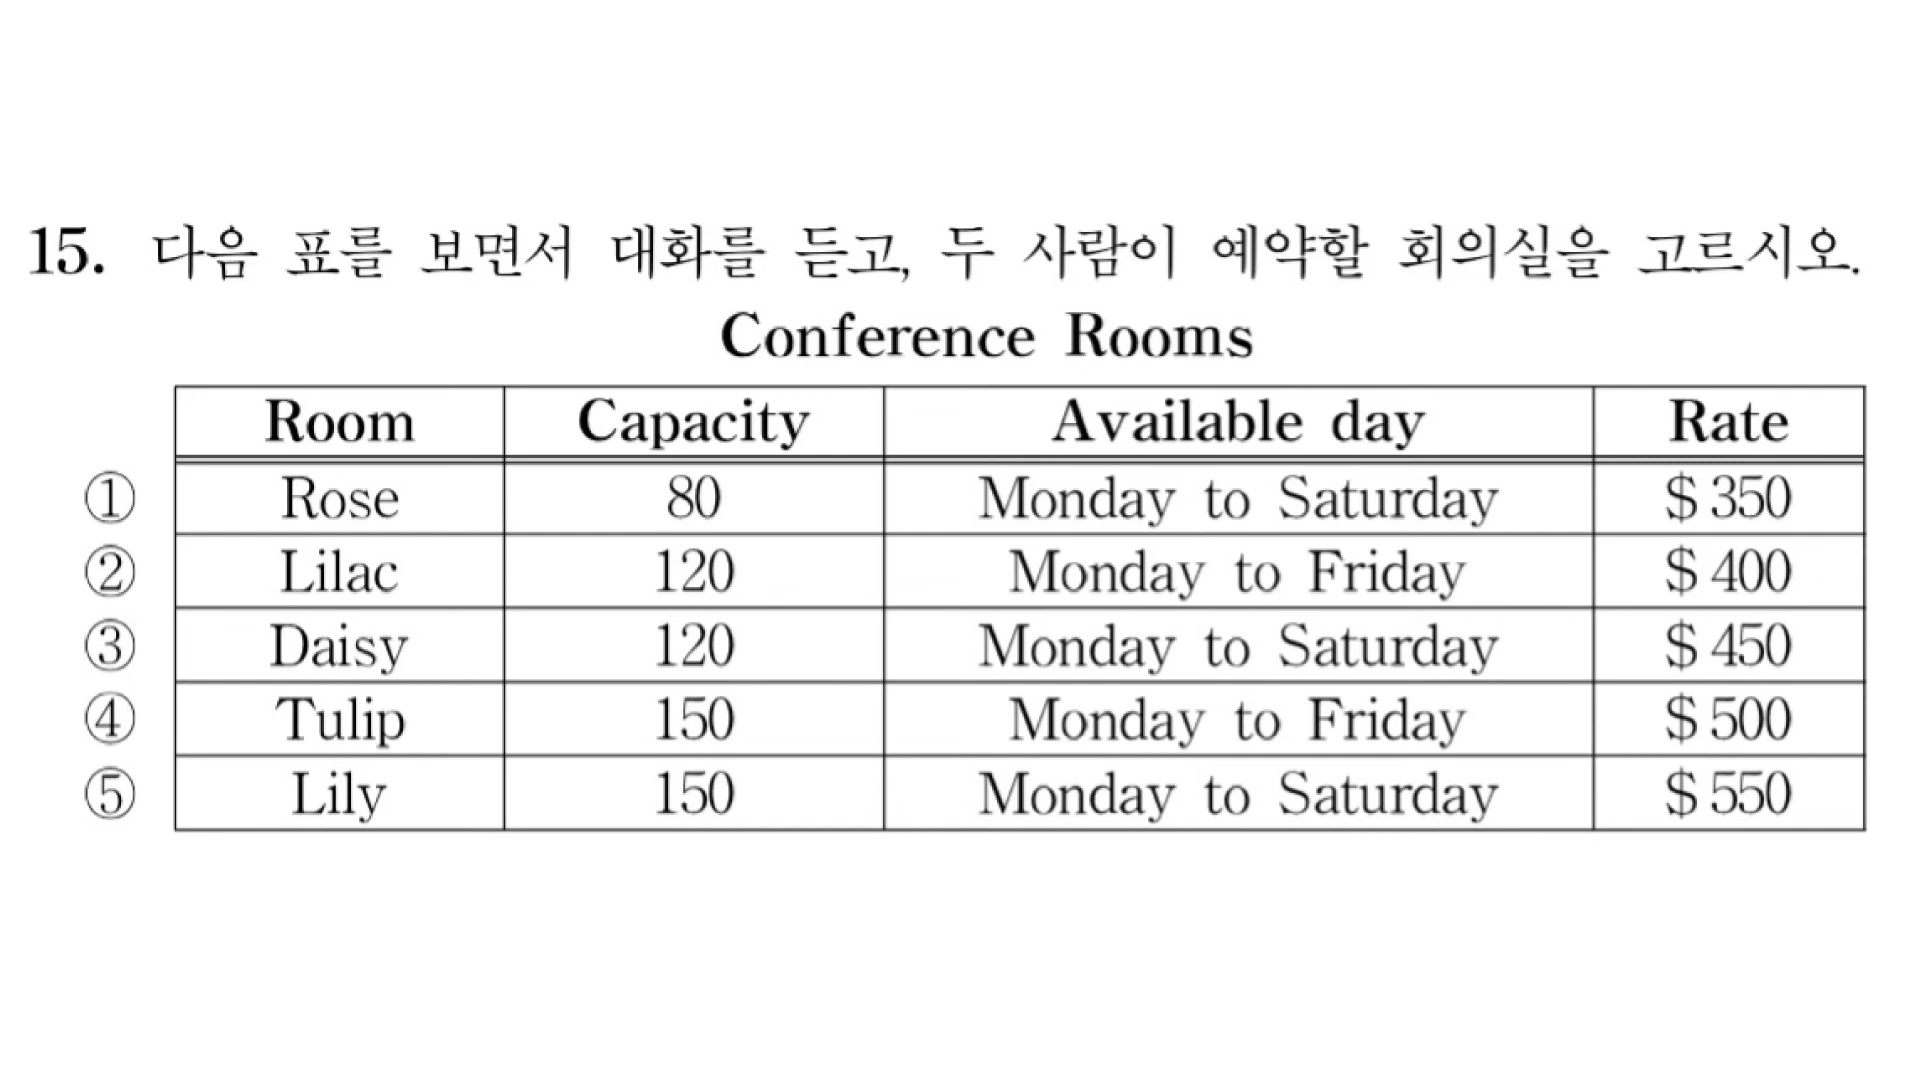 15. 다음 표를 보면서 대화를 듣고, 두 사람이 예약할 회의실을 고르시오.
Conference Rooms
Room Capacity Available day Rate
① Rose 80 Monday to Saturday $350
② Lilac 120 Monday to Friday $400
③ Daisy 120 Monday to Saturday $450
④ Tulip 150 Monday to Friday $500
⑤ Lily 150 Monday to Saturday $550